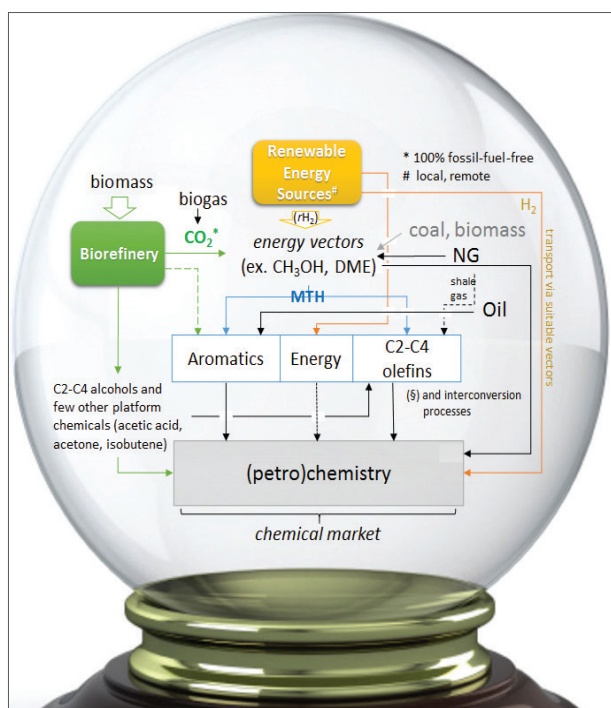 Renewable
Energy
Sources#
* 100% fossil-fuel-free
# local, remote
biomass
biogas
(rH₂)
H₂
Biorefinery
CO₂*
energy vectors
(ex. CH₃OH, DME)
coal, biomass
NG
transport via suitable vectors
MTH
shale
gas
Oil
Aromatics
Energy
C2-C4
olefins
C2-C4 alcohols and
few other platform
chemicals (acetic acid,
acetone, isobutene)
(§) and interconversion
processes
(petro)chemistry
chemical market